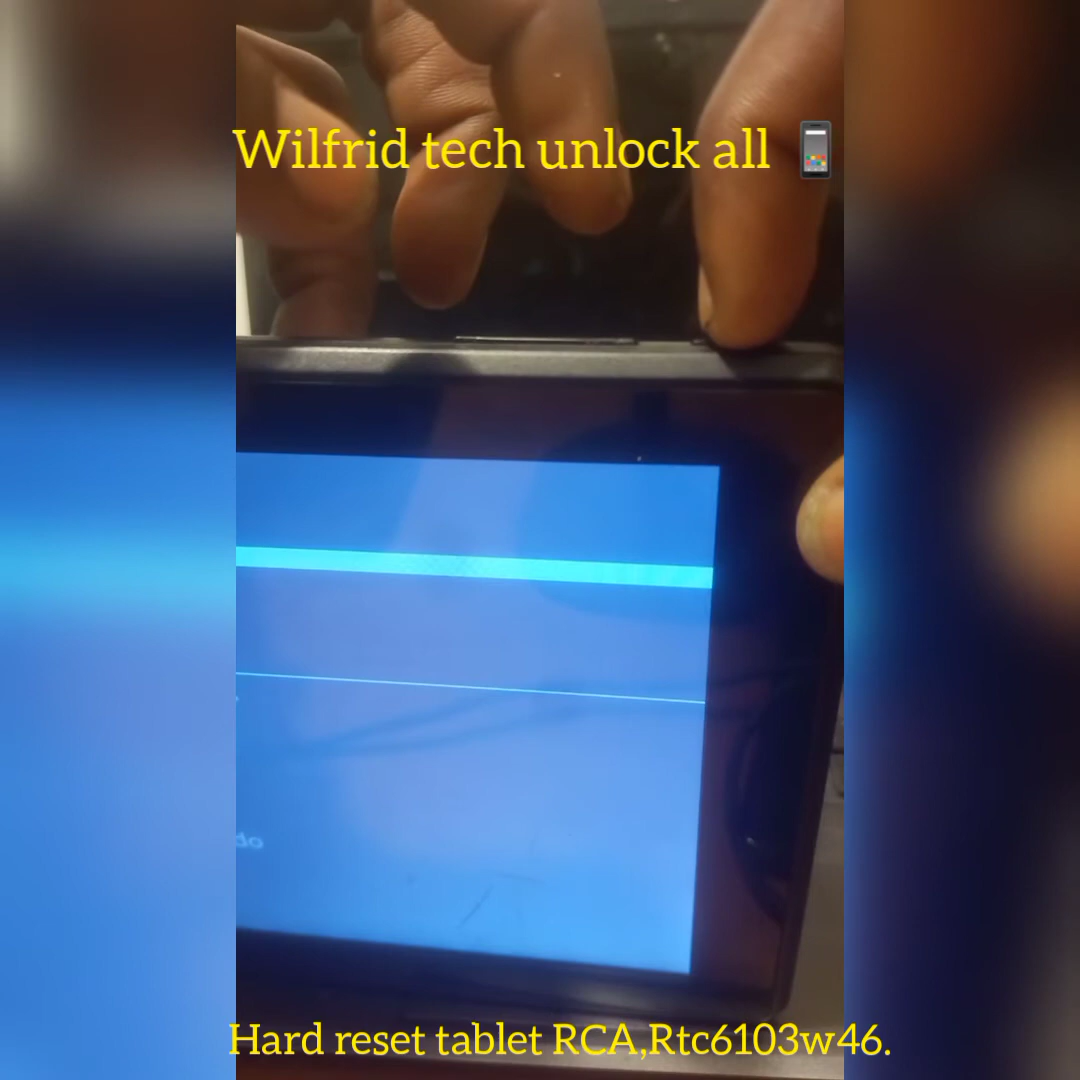 Wilfrid tech unlock all 📱
Hard reset tablet RCA,Rtc6103w46.